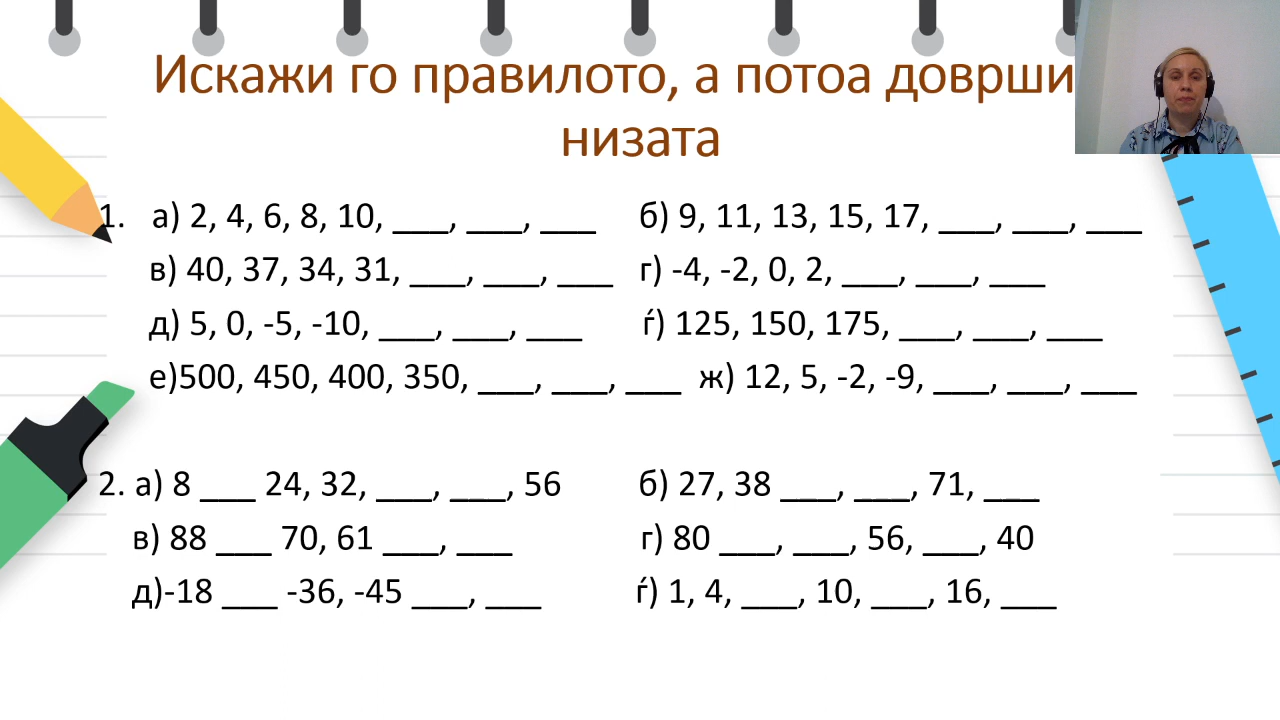 Искажи го правилото, а потоа доврши
низата
1. а) 2, 4, 6, 8, 10, ___, ___, ___ б) 9, 11, 13, 15, 17, ___, ___, ___
в) 40, 37, 34, 31, ___, ___, ___ г) -4, -2, 0, 2, ___, ___, ___
д) 5, 0, -5, -10, ___, ___, ___ ѓ) 125, 150, 175, ___, ___, ___
е)500, 450, 400, 350, ___, ___, ___ ж) 12, 5, -2, -9, ___, ___, ___
2. а) 8 ___ 24, 32, ___, ___, 56 б) 27, 38 ___, ___, 71, ___
в) 88 ___ 70, 61 ___, ___ г) 80 ___, ___, 56, ___, 40
д)-18 ___ -36, -45 ___, ___ ѓ) 1, 4, ___, 10, ___, 16, ___